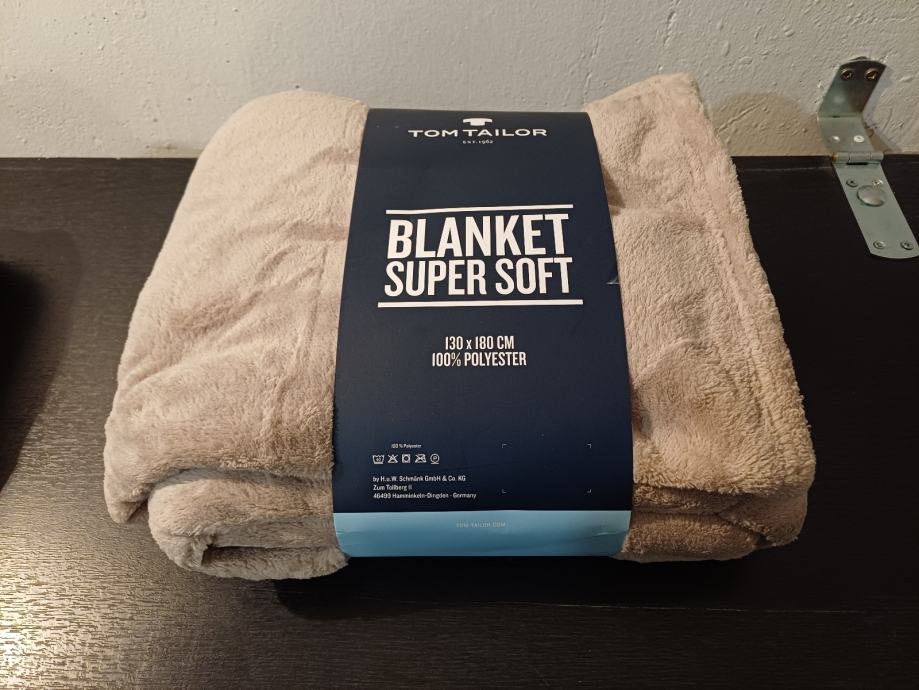 TOM TAILOR
EST. 1962
BLANKET
SUPER SOFT
130 x 180 CM
100% POLYESTER
100 % Polyester
by H.u.W. Schmänk GmbH & Co. KG
Zum Tollberg 11
46499 Hamminkeln-Dingden · Germany
TOM-TAILOR.COM